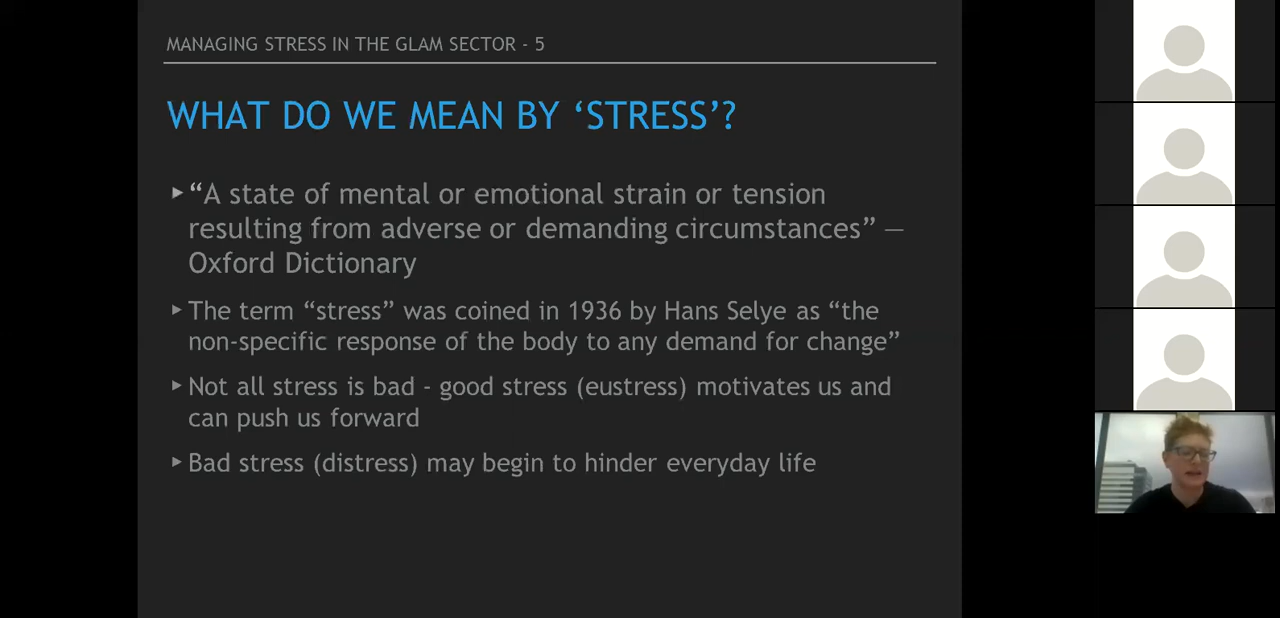 MANAGING STRESS IN THE GLAM SECTOR - 5
WHAT DO WE MEAN BY ‘STRESS’?
▸“A state of mental or emotional strain or tension
resulting from adverse or demanding circumstances” —
Oxford Dictionary
▸The term “stress” was coined in 1936 by Hans Selye as “the
non-specific response of the body to any demand for change”
▸Not all stress is bad - good stress (eustress) motivates us and
can push us forward
▸Bad stress (distress) may begin to hinder everyday life